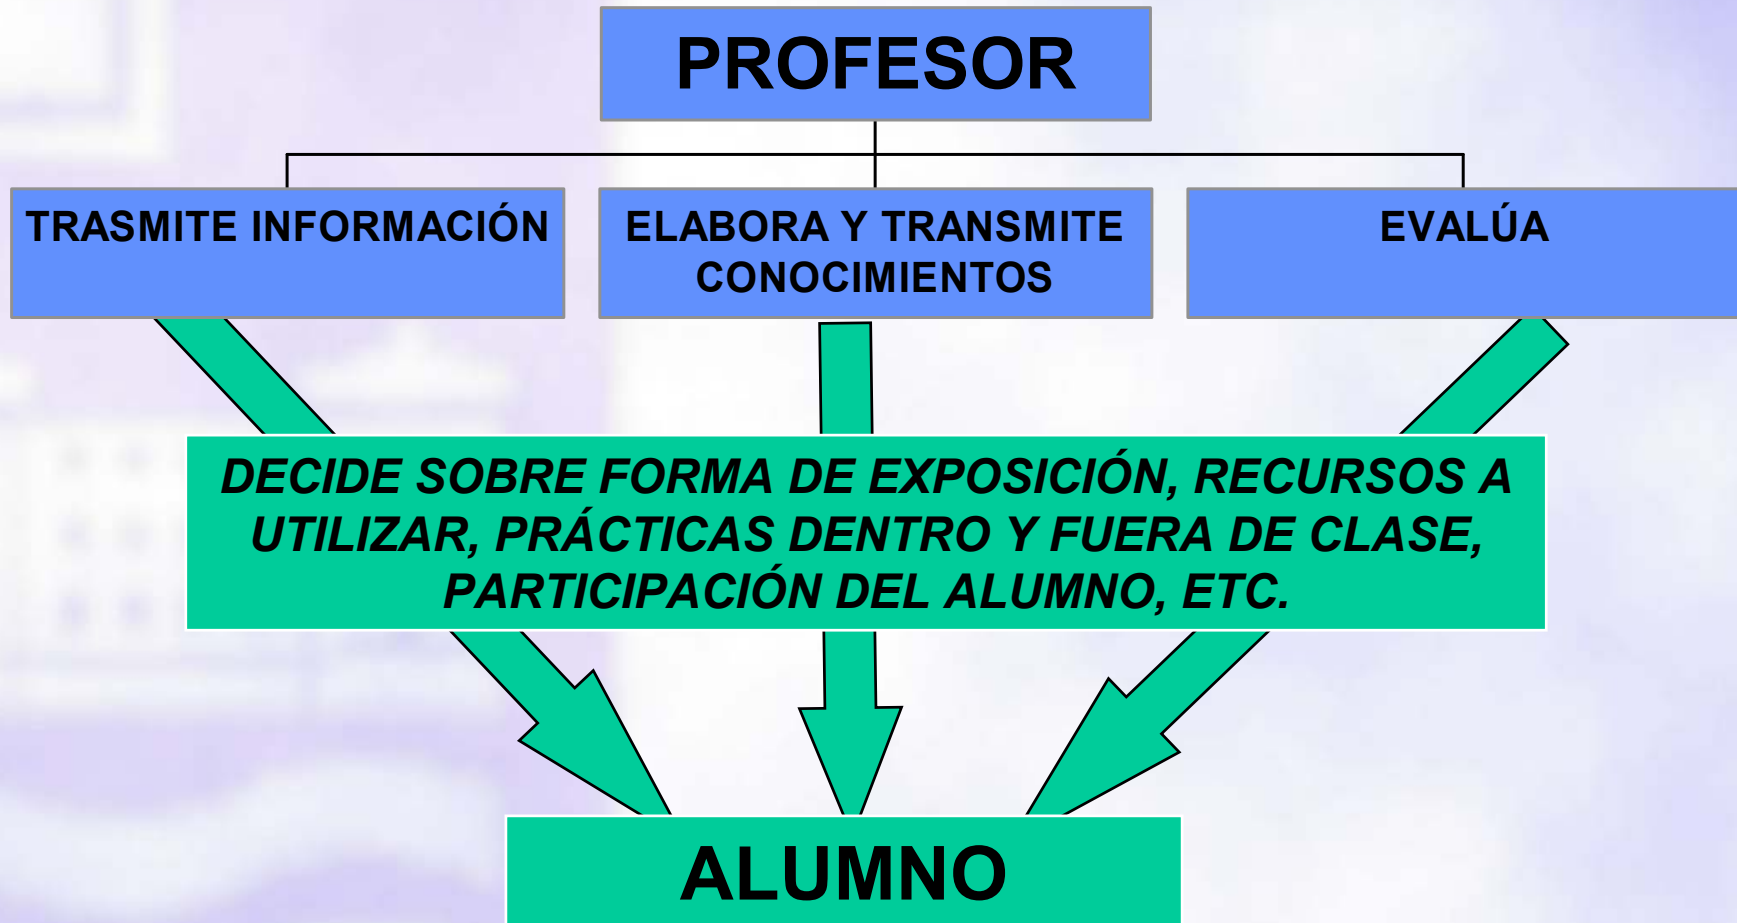 PROFESOR
TRASMITE INFORMACIÓN
ELABORA Y TRANSMITE
CONOCIMIENTOS
EVALÚA
DECIDE SOBRE FORMA DE EXPOSICIÓN, RECURSOS A
UTILIZAR, PRÁCTICAS DENTRO Y FUERA DE CLASE,
PARTICIPACIÓN DEL ALUMNO, ETC.
ALUMNO